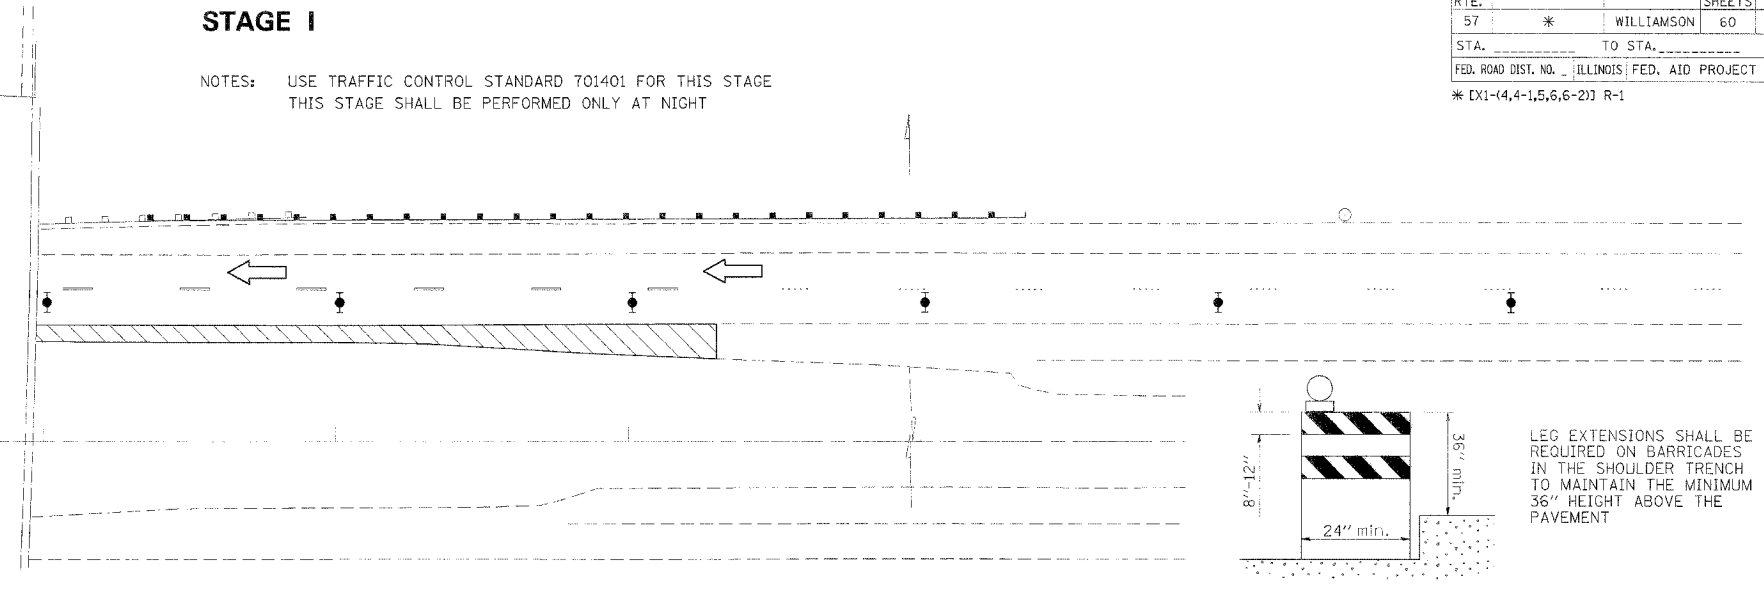 STAGE I
NOTES: USE TRAFFIC CONTROL STANDARD 701401 FOR THIS STAGE
THIS STAGE SHALL BE PERFORMED ONLY AT NIGHT
RTE. SHEETS
57 * WILLIAMSON 60
STA. __________ TO STA. __________
FED. ROAD DIST. NO. _ ILLINOIS FED. AID PROJECT
* [X1-(4,4-1,5,6,6-2)] R-1
8"-12"
36" min.
24" min.
LEG EXTENSIONS SHALL BE
REQUIRED ON BARRICADES
IN THE SHOULDER TRENCH
TO MAINTAIN THE MINIMUM
36" HEIGHT ABOVE THE
PAVEMENT